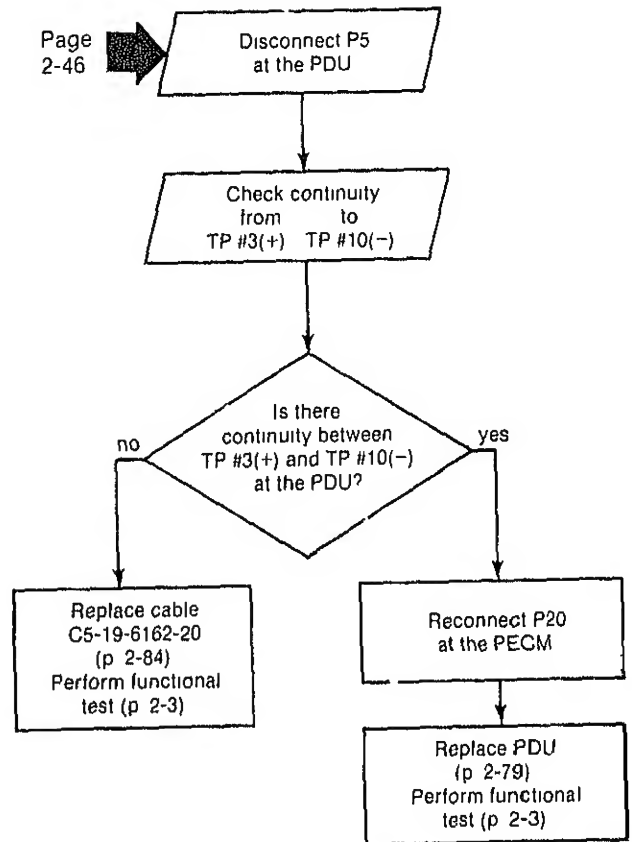 Page
2-46
Disconnect P5
at the PDU
Check continuity
from to
TP #3(+) TP #10(−)
Is there
continuity between
TP #3(+) and TP #10(−)
at the PDU?
no
yes
Replace cable
C5-19-6162-20
(p 2-84)
Perform functional
test (p 2-3)
Reconnect P20
at the PECM
Replace PDU
(p 2-79)
Perform functional
test (p 2-3)